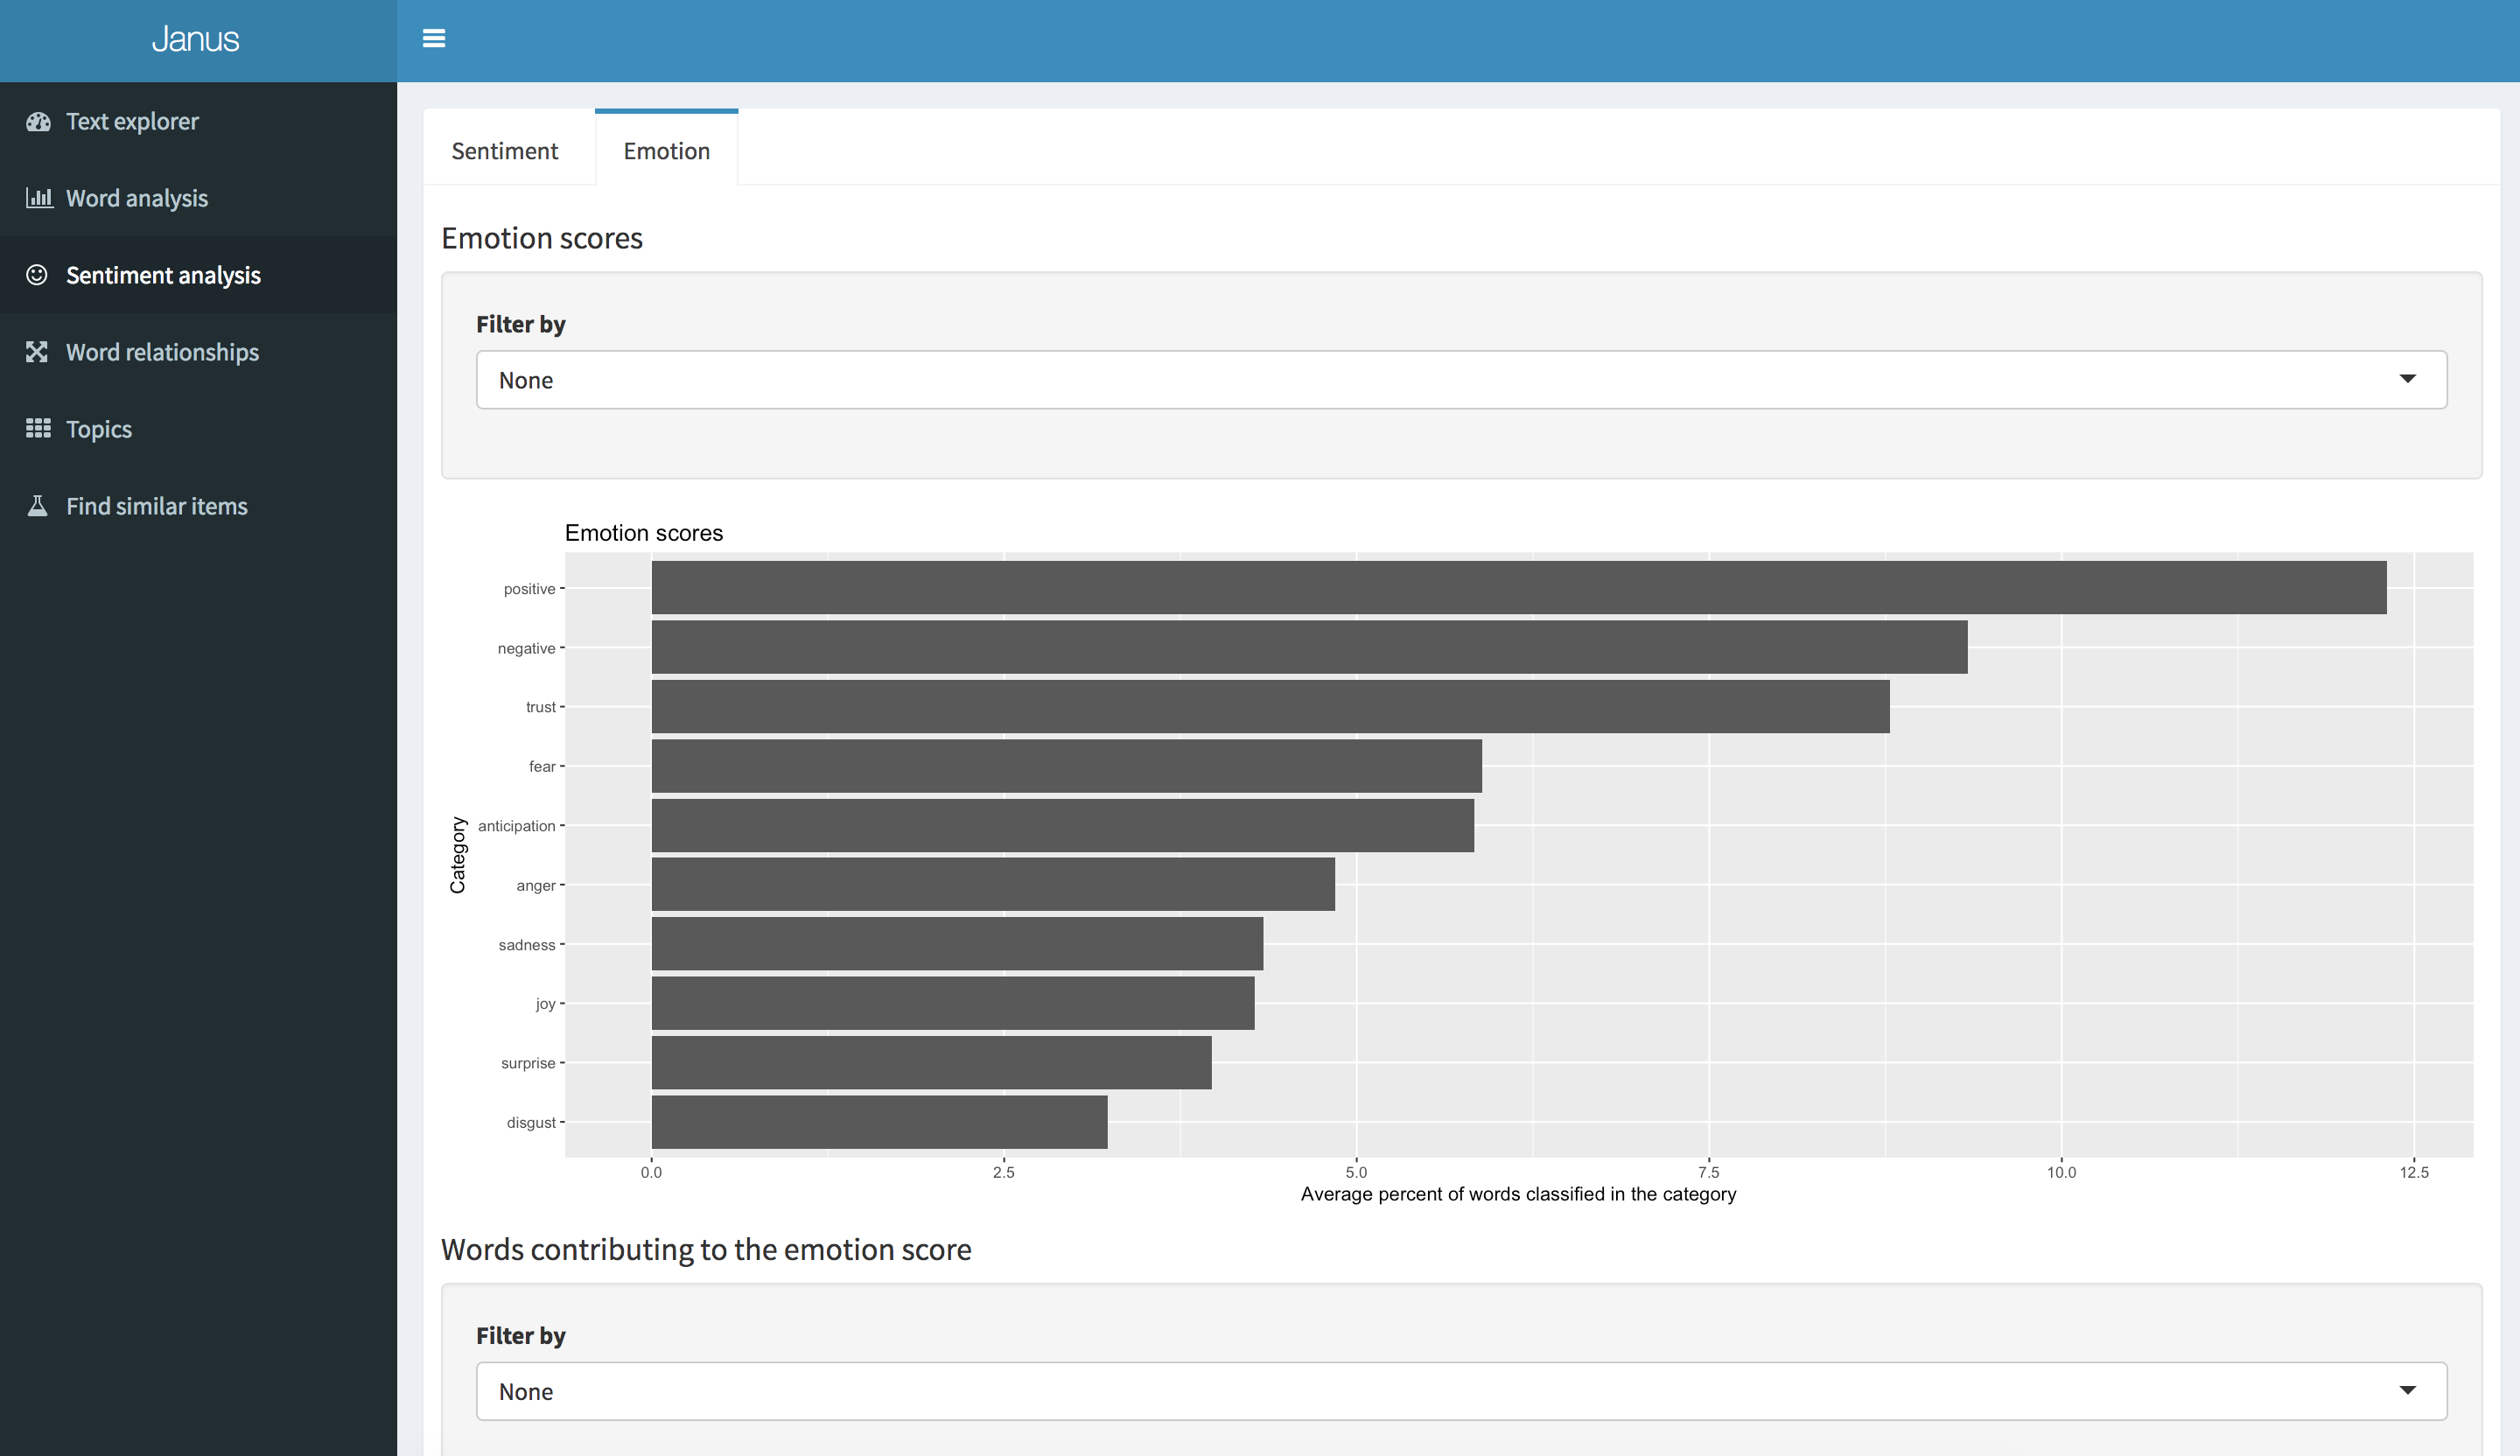 Janus
Text explorer
Word analysis
Sentiment analysis
Word relationships
Topics
Find similar items
Sentiment
Emotion
Emotion scores
Filter by
None
Emotion scores
positive
negative
trust
fear
anticipation
anger
sadness
joy
surprise
disgust
Category
0.0 2.5 5.0 7.5 10.0 12.5
Average percent of words classified in the category
Words contributing to the emotion score
Filter by
None